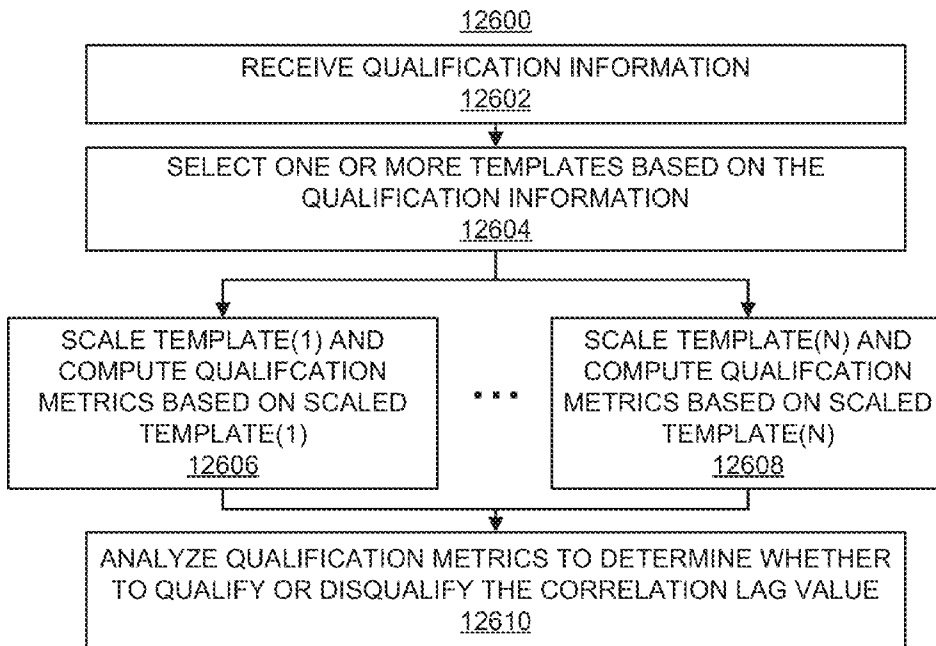 12600
RECEIVE QUALIFICATION INFORMATION
12602
SELECT ONE OR MORE TEMPLATES BASED ON THE
QUALIFICATION INFORMATION
12604
SCALE TEMPLATE(1) AND
COMPUTE QUALIFCATION
METRICS BASED ON SCALED
TEMPLATE(1)
12606
...
SCALE TEMPLATE(N) AND
COMPUTE QUALIFCATION
METRICS BASED ON SCALED
TEMPLATE(N)
12608
ANALYZE QUALIFICATION METRICS TO DETERMINE WHETHER
TO QUALIFY OR DISQUALIFY THE CORRELATION LAG VALUE
12610